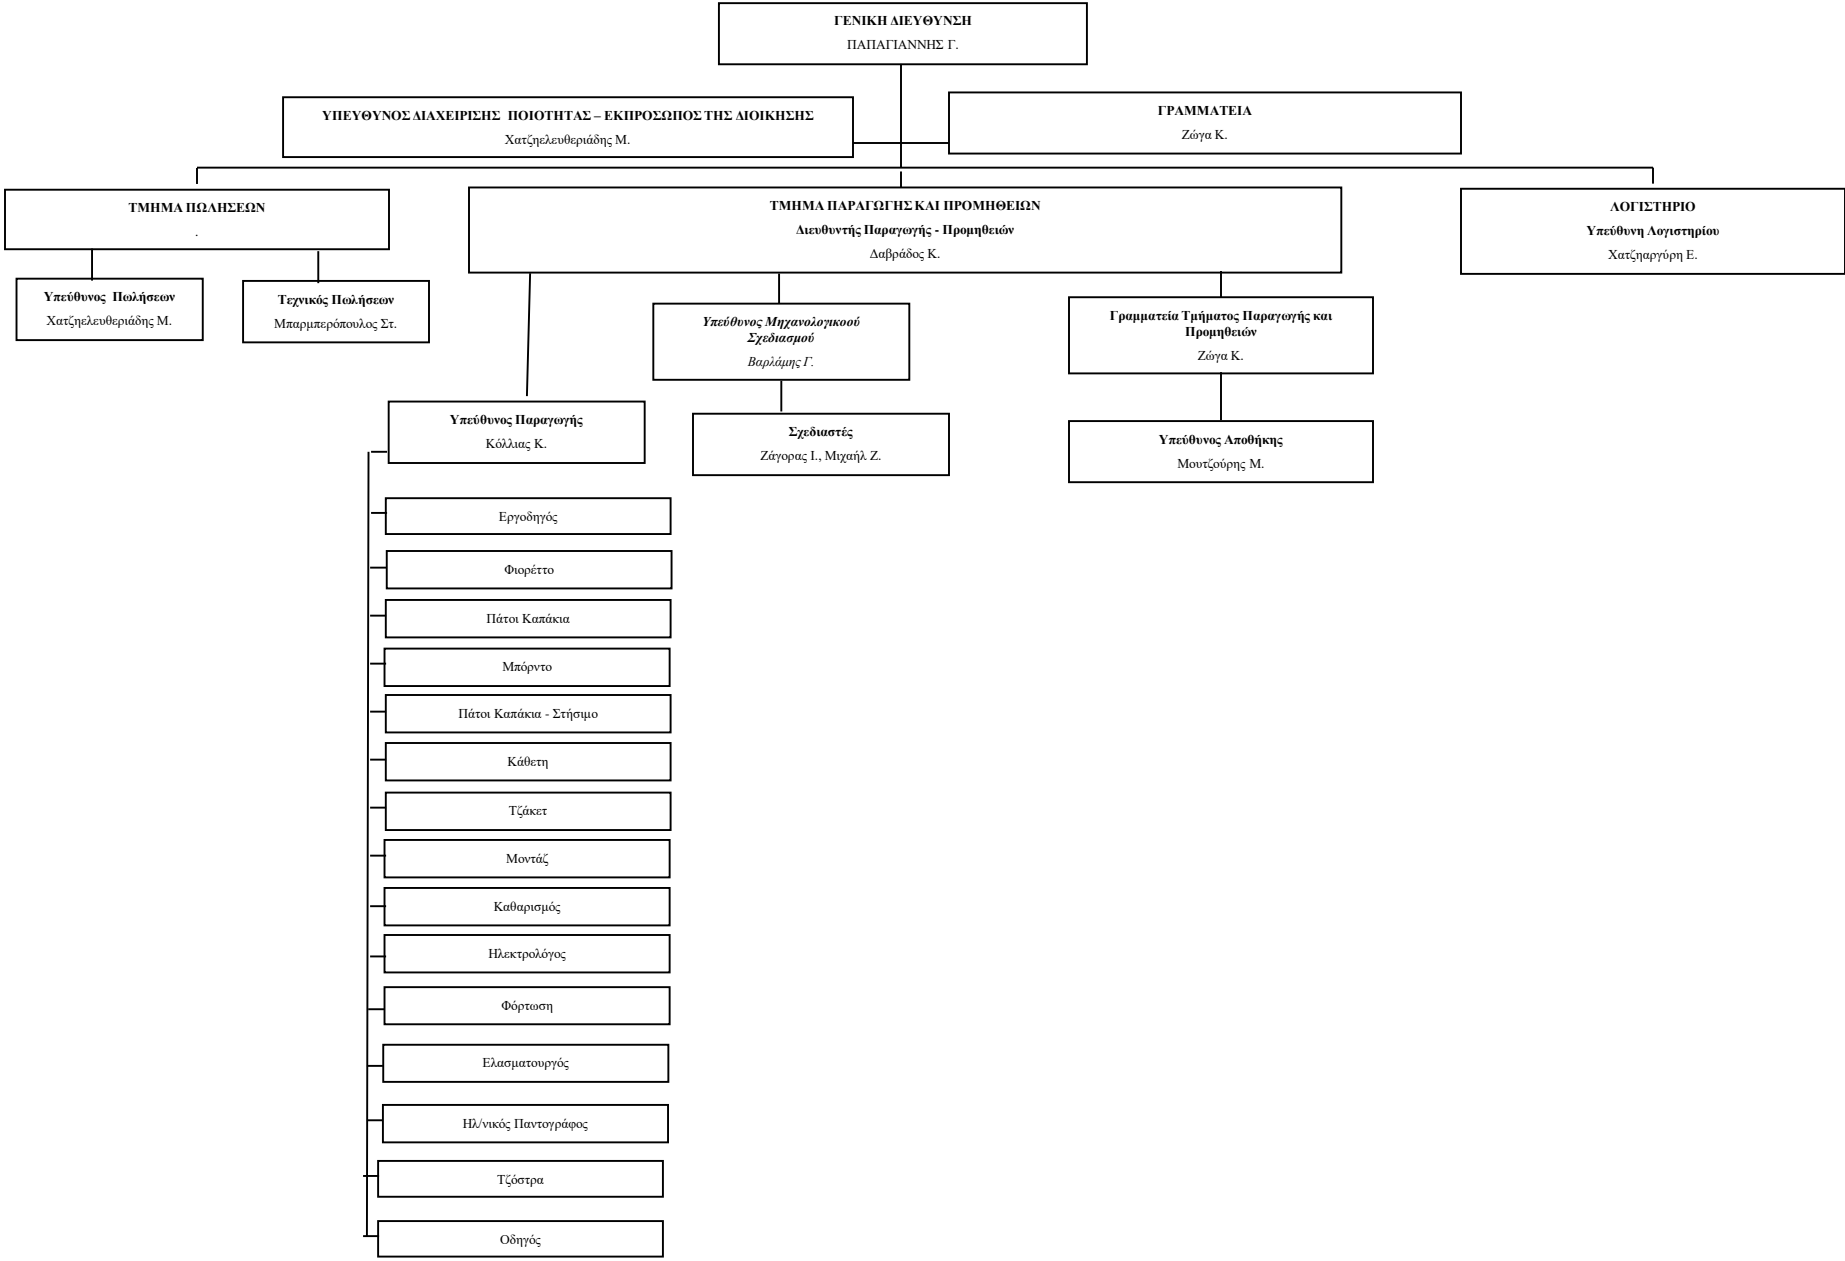 ΓΕΝΙΚΗ ΔΙΕΥΘΥΝΣΗ
ΠΑΠΑΓΙΑΝΝΗΣ Γ.
ΥΠΕΥΘΥΝΟΣ ΔΙΑΧΕΙΡΙΣΗΣ ΠΟΙΟΤΗΤΑΣ – ΕΚΠΡΟΣΩΠΟΣ ΤΗΣ ΔΙΟΙΚΗΣΗΣ
Χατζηελευθεριάδης Μ.
ΓΡΑΜΜΑΤΕΙΑ
Ζώγα Κ.
ΤΜΗΜΑ ΠΩΛΗΣΕΩΝ
.
ΤΜΗΜΑ ΠΑΡΑΓΩΓΗΣ ΚΑΙ ΠΡΟΜΗΘΕΙΩΝ
Διευθυντής Παραγωγής - Προμηθειών
Δαβράδος Κ.
ΛΟΓΙΣΤΗΡΙΟ
Υπεύθυνη Λογιστηρίου
Χατζηαργύρη Ε.
Υπεύθυνος Πωλήσεων
Χατζηελευθεριάδης Μ.
Τεχνικός Πωλήσεων
Μπαρμπερόπουλος Στ.
Υπεύθυνος Μηχανολογικοού
Σχεδιασμού
Βαρλάμης Γ.
Γραμματεία Τμήματος Παραγωγής και
Προμηθειών
Ζώγα Κ.
Υπεύθυνος Παραγωγής
Κόλλιας Κ.
Σχεδιαστές
Ζάγορας Ι., Μιχαήλ Ζ.
Υπεύθυνος Αποθήκης
Μουτζούρης Μ.
Εργοδηγός
Φιορέττο
Πάτοι Καπάκια
Μπόρντο
Πάτοι Καπάκια - Στήσιμο
Κάθετη
Τζάκετ
Μοντάζ
Καθαρισμός
Ηλεκτρολόγος
Φόρτωση
Ελασματουργός
Ηλ/νικός Παντογράφος
Τζόστρα
Οδηγός